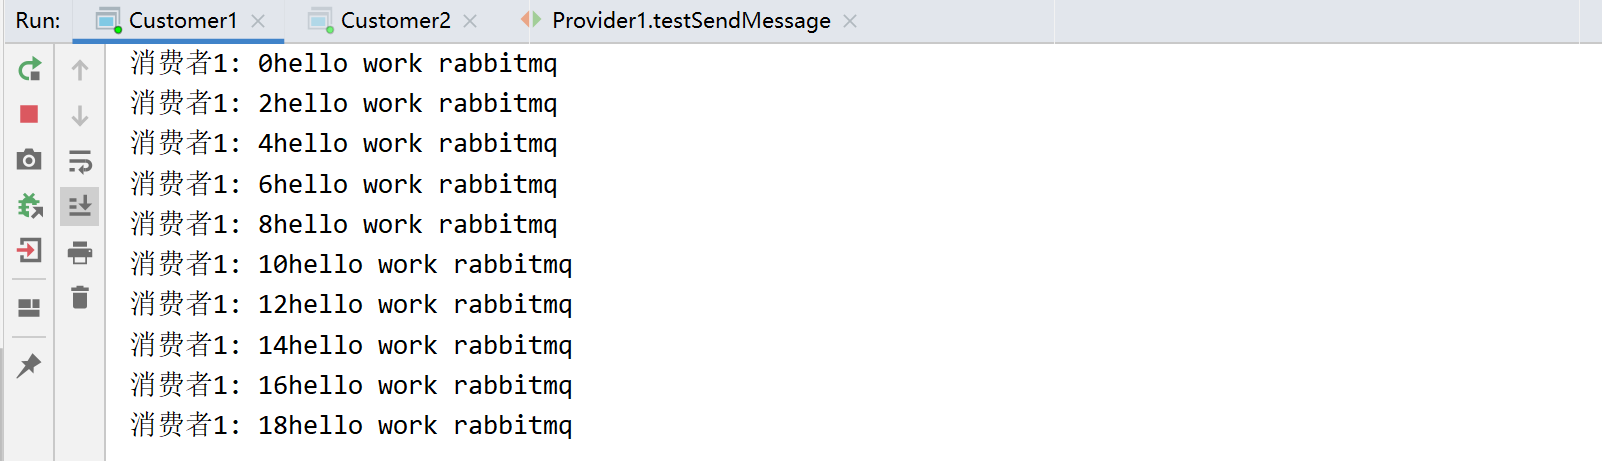 Run: Customer1 Customer2 Provider1.testSendMessage
消费者1: 0hello work rabbitmq
消费者1: 2hello work rabbitmq
消费者1: 4hello work rabbitmq
消费者1: 6hello work rabbitmq
消费者1: 8hello work rabbitmq
消费者1: 10hello work rabbitmq
消费者1: 12hello work rabbitmq
消费者1: 14hello work rabbitmq
消费者1: 16hello work rabbitmq
消费者1: 18hello work rabbitmq